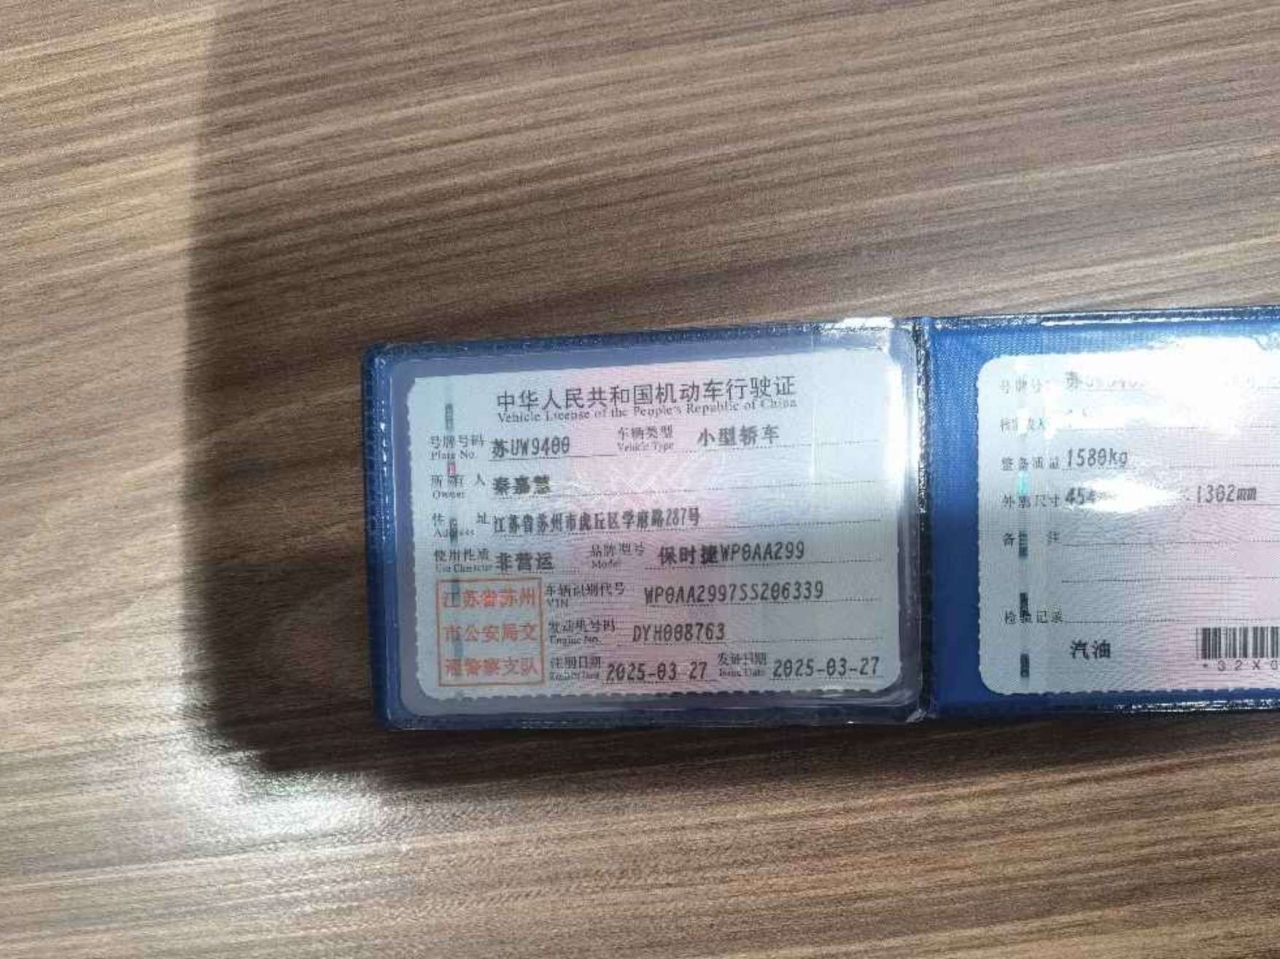 中华人民共和国机动车行驶证
Vehicle License of the People's Republic of China
号牌号码 苏UW9400 车辆类型 小型轿车
Plate No. Vehicle Type
所有人 秦嘉慧
Owner
住址 江苏省苏州市虎丘区学府路287号
Address
使用性质 非营运 品牌型号 保时捷WP0AA299
Use Character Model
江苏省苏州
市公安局交
通警察支队
车辆识别代号 WP0AA2997SS206339
VIN
发动机号码 DYH008763
Engine No.
注册日期 2025-03-27 发证日期 2025-03-27
Issue Date
号牌号 苏
整备质量 1580kg
外廓尺寸 454 1302mm
备注
检验记录
汽油
*32X0